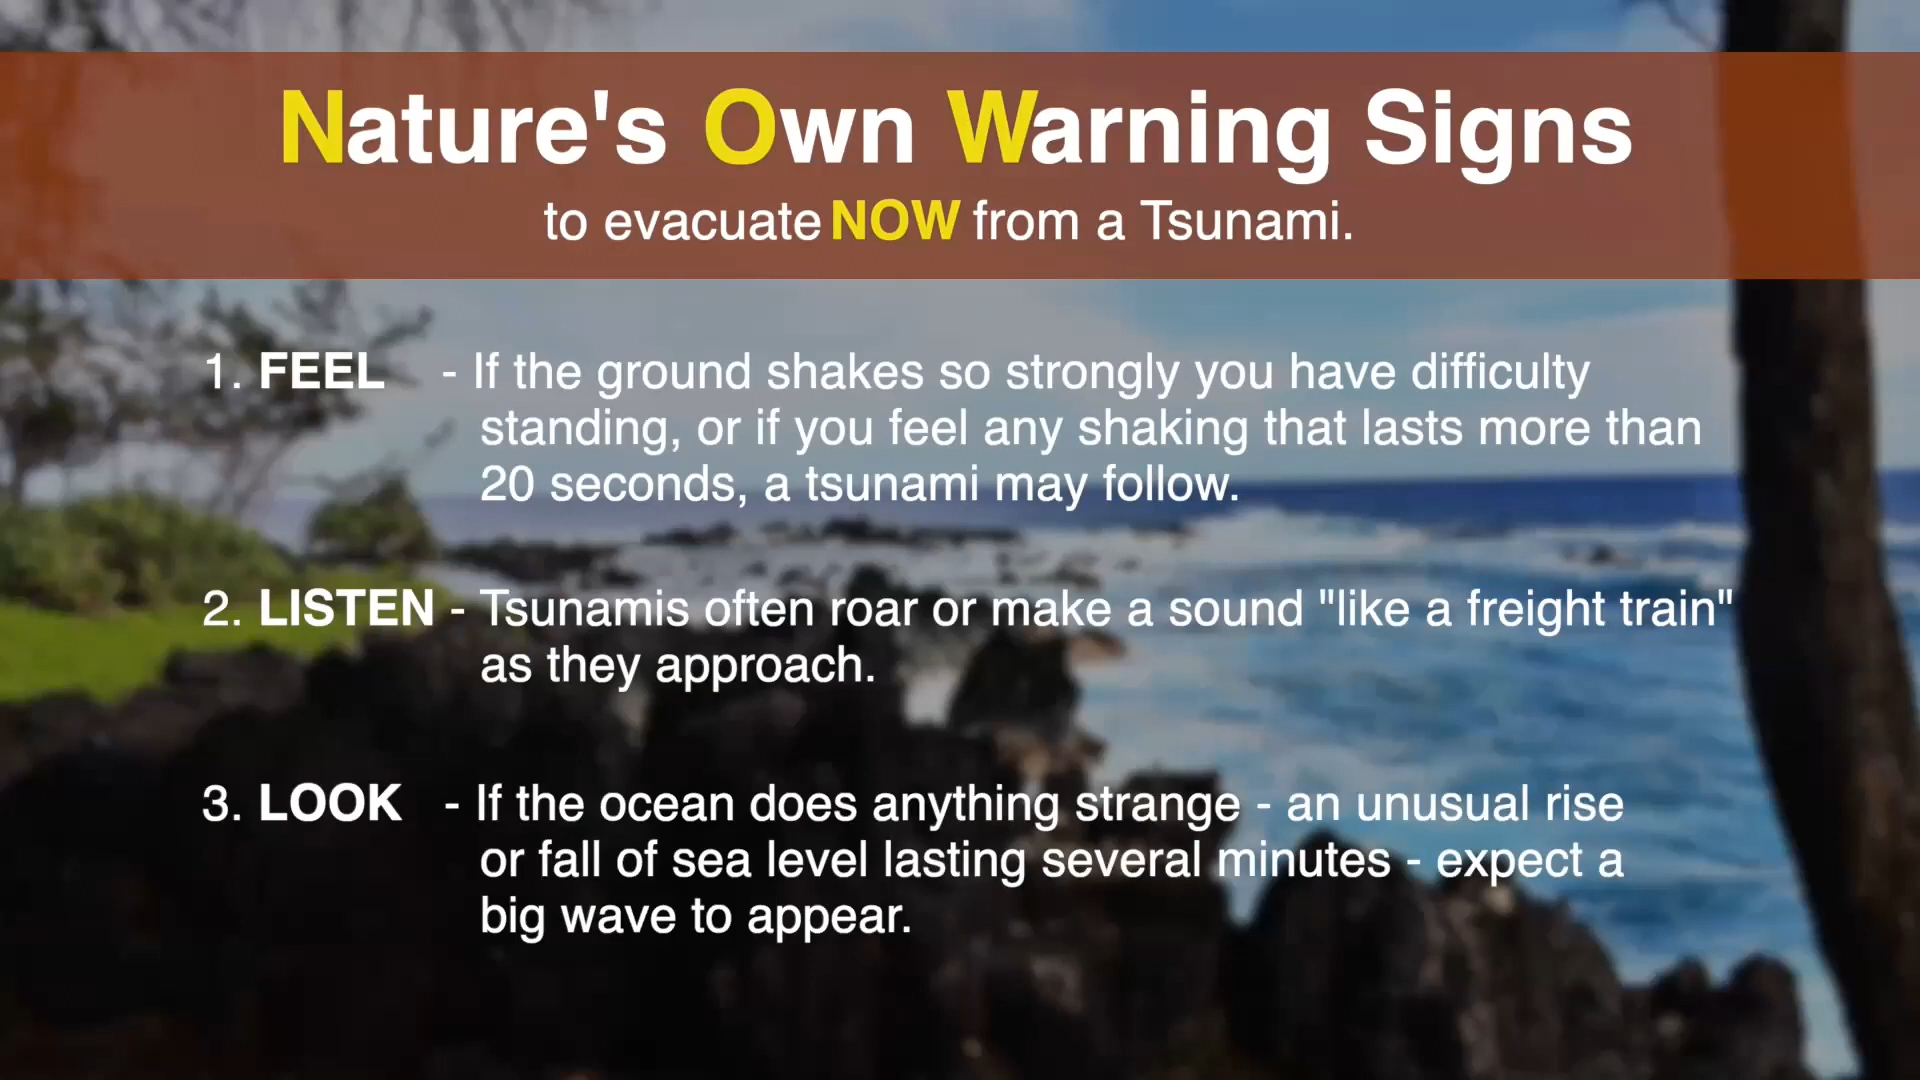 Nature's Own Warning Signs
to evacuate NOW from a Tsunami.
1. FEEL - If the ground shakes so strongly you have difficulty
standing, or if you feel any shaking that lasts more than
20 seconds, a tsunami may follow.
2. LISTEN - Tsunamis often roar or make a sound "like a freight train"
as they approach.
3. LOOK - If the ocean does anything strange - an unusual rise
or fall of sea level lasting several minutes - expect a
big wave to appear.